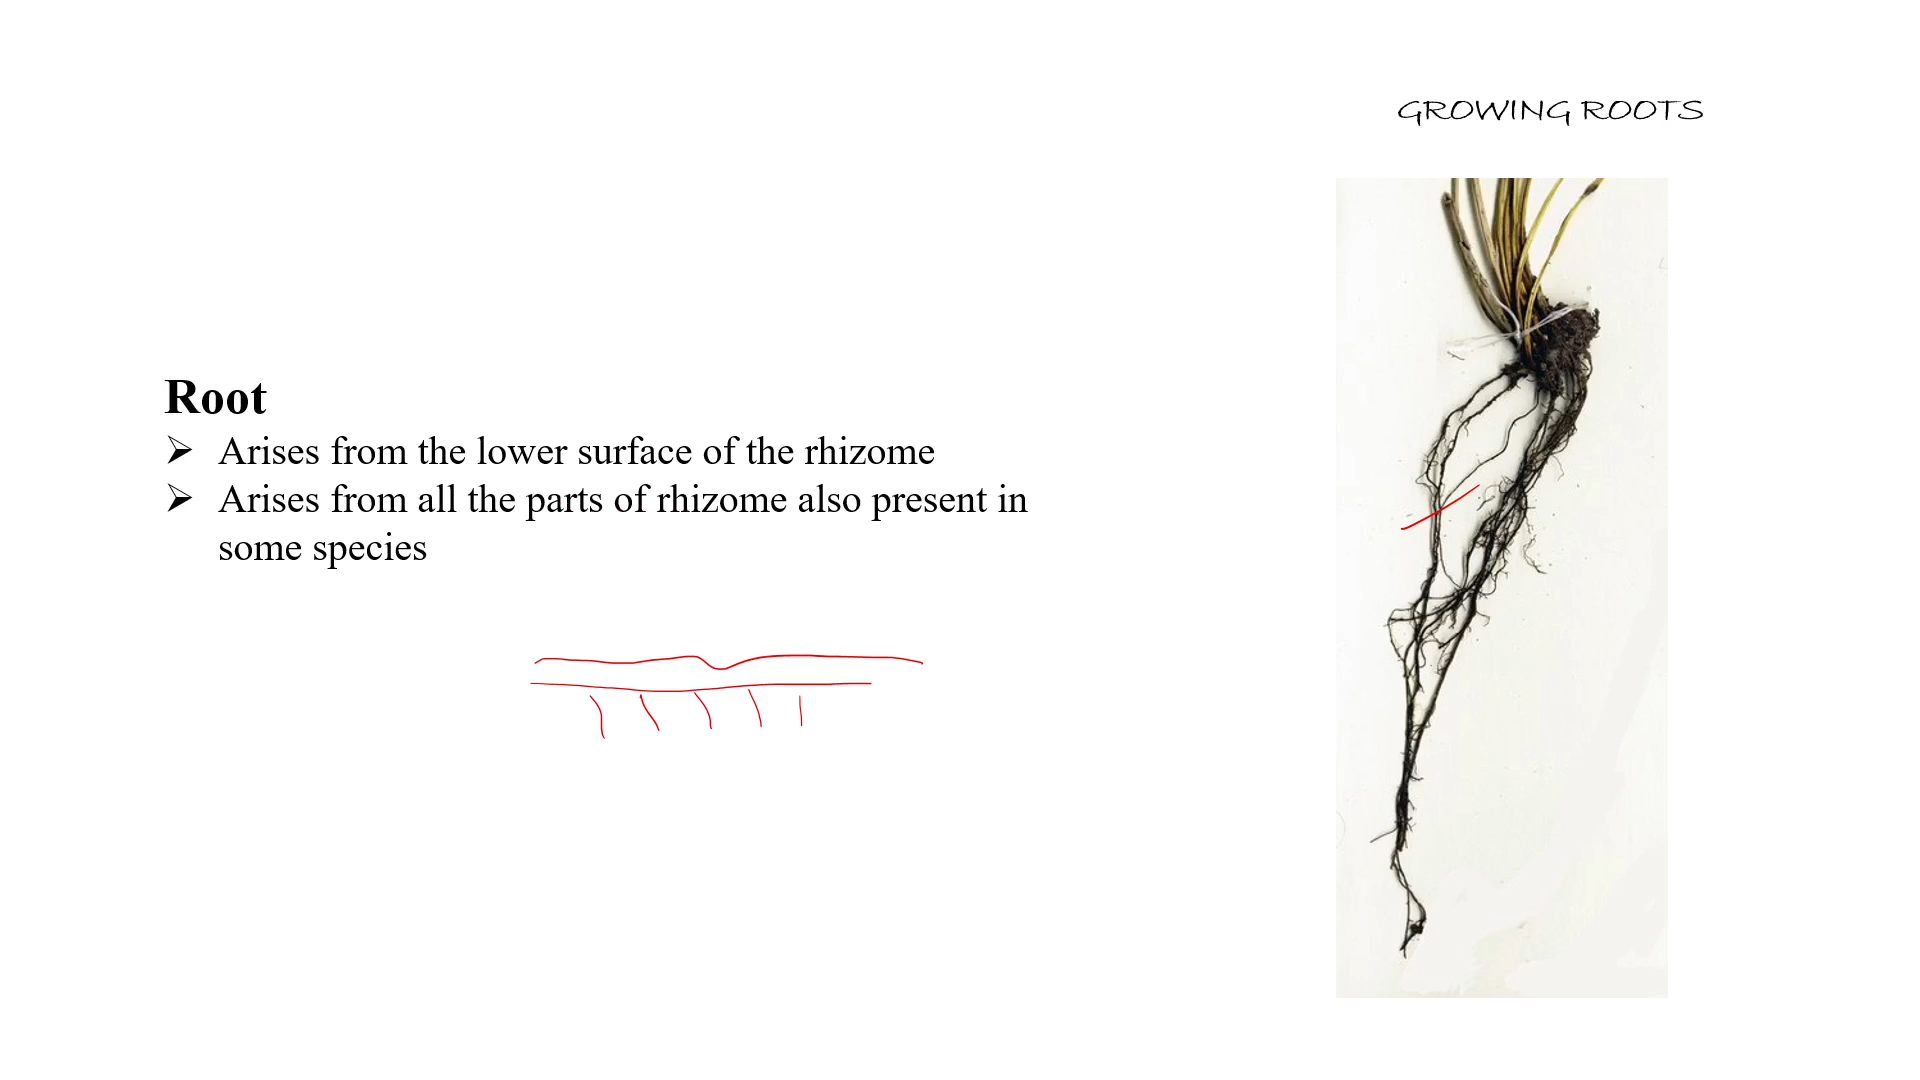 GROWING ROOTS
Root
➢ Arises from the lower surface of the rhizome
➢ Arises from all the parts of rhizome also present in
some species